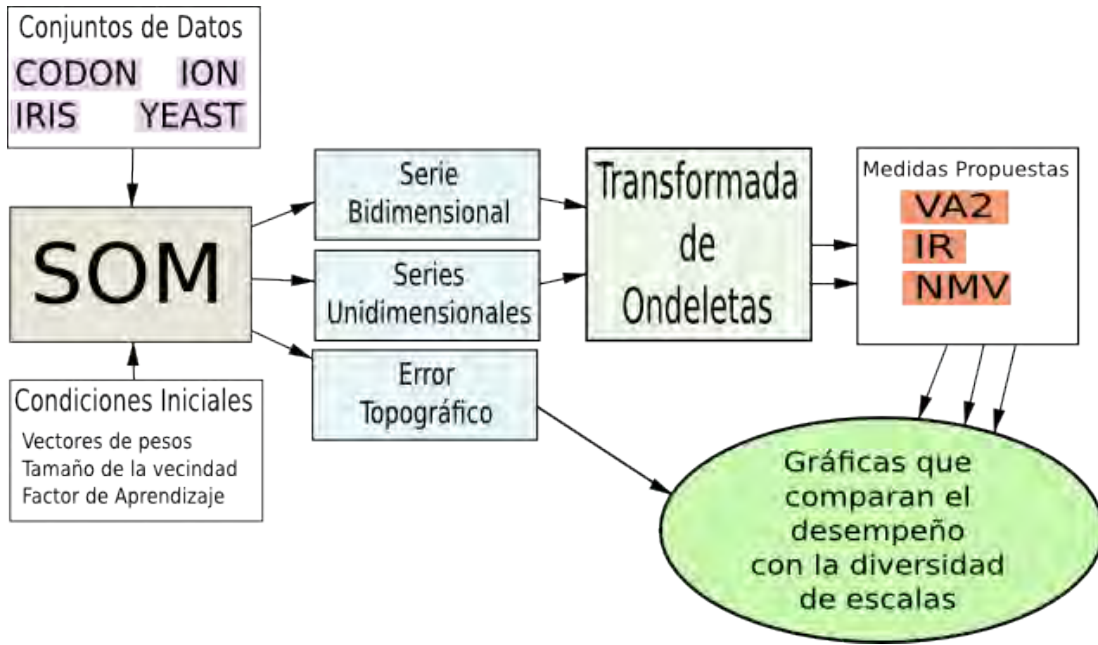 Conjuntos de Datos
CODON ION
IRIS YEAST
SOM
Condiciones Iniciales
Vectores de pesos
Tamaño de la vecindad
Factor de Aprendizaje
Serie
Bidimensional
Series
Unidimensionales
Error
Topográfico
Transformada
de
Ondeletas
Medidas Propuestas
VA2
IR
NMV
Gráficas que
comparan el
desempeño
con la diversidad
de escalas